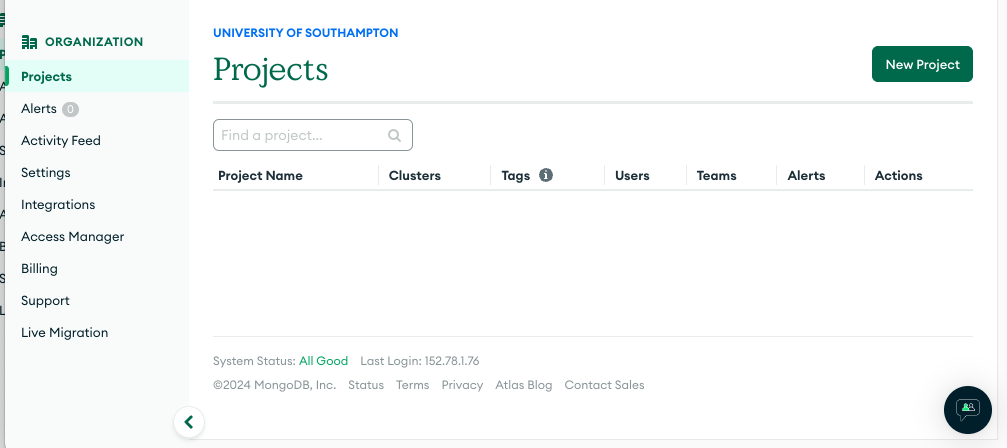 ORGANIZATION
Projects
Alerts 0
Activity Feed
Settings
Integrations
Access Manager
Billing
Support
Live Migration
UNIVERSITY OF SOUTHAMPTON
Projects
New Project
Find a project...
Project Name Clusters Tags Users Teams Alerts Actions
System Status: All Good Last Login: 152.78.1.76
©2024 MongoDB, Inc. Status Terms Privacy Atlas Blog Contact Sales